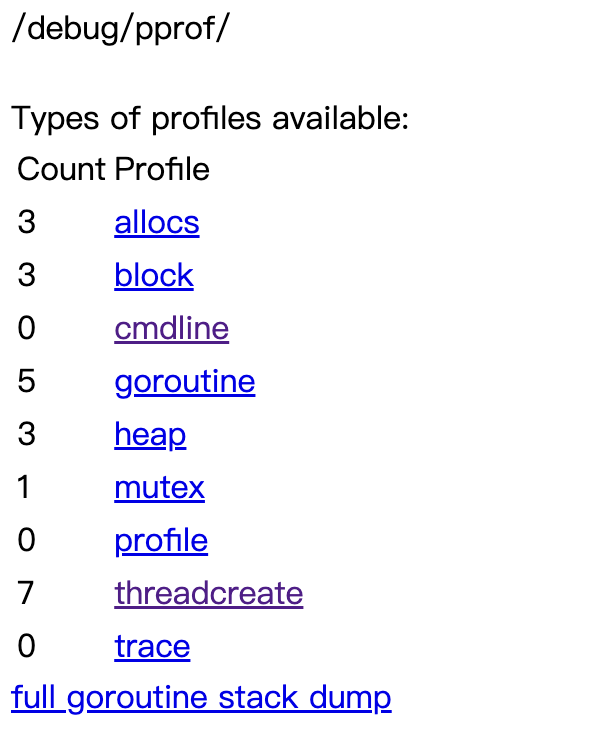 /debug/pprof/
Types of profiles available:
Count Profile
3 allocs
3 block
0 cmdline
5 goroutine
3 heap
1 mutex
0 profile
7 threadcreate
0 trace
full goroutine stack dump